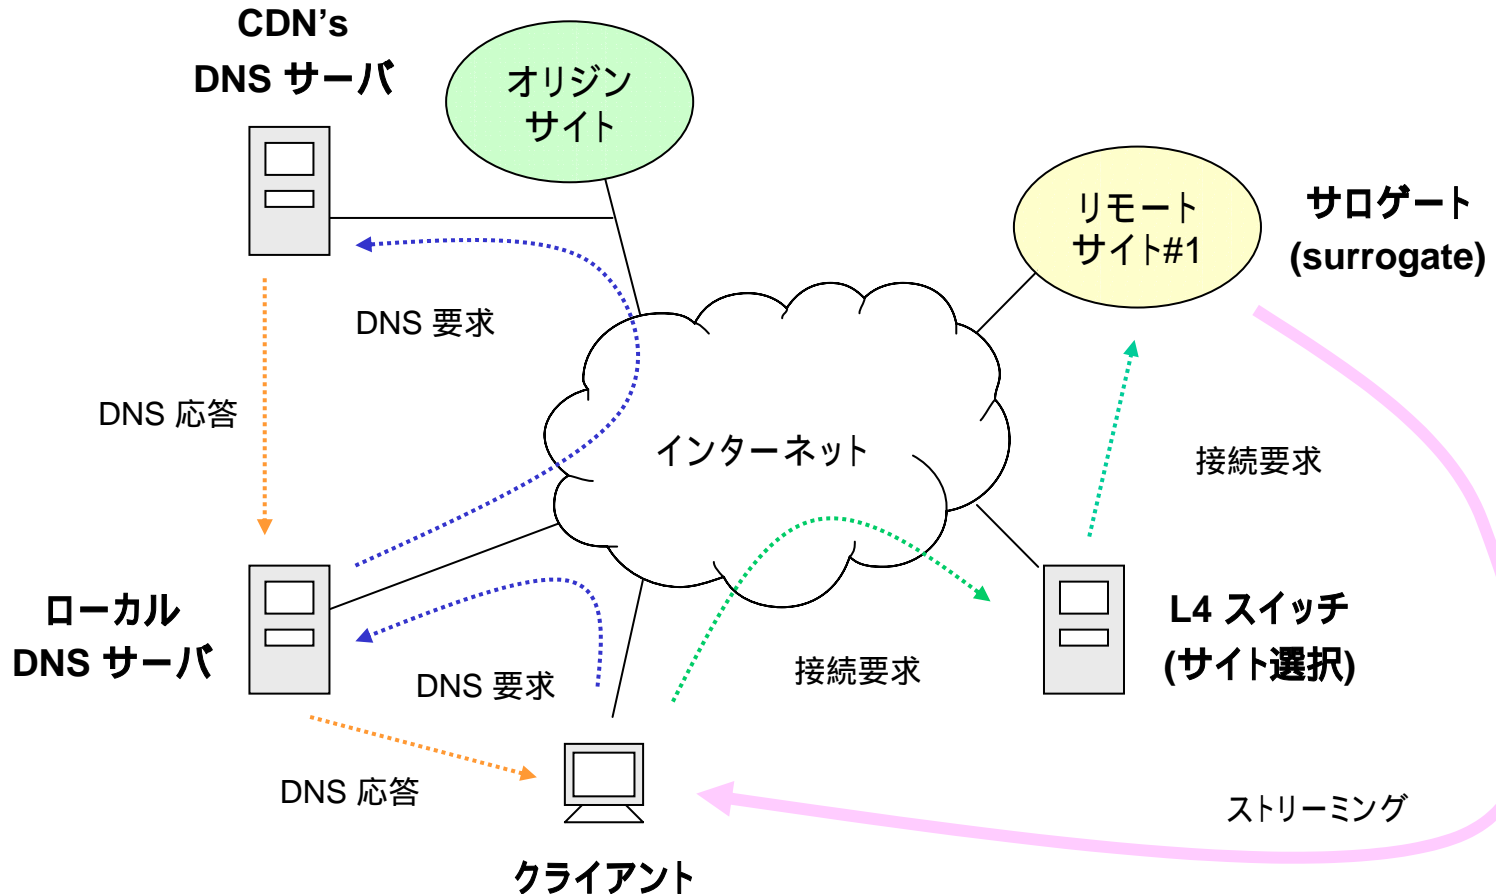 CDN's
DNS サーバ
オリジン
サイト
リモート
サイト#1
サロゲート
(surrogate)
DNS 要求
DNS 応答
インターネット
接続要求
ローカル
DNS サーバ
L4 スイッチ
(サイト選択)
DNS 要求
接続要求
DNS 応答
ストリーミング
クライアント